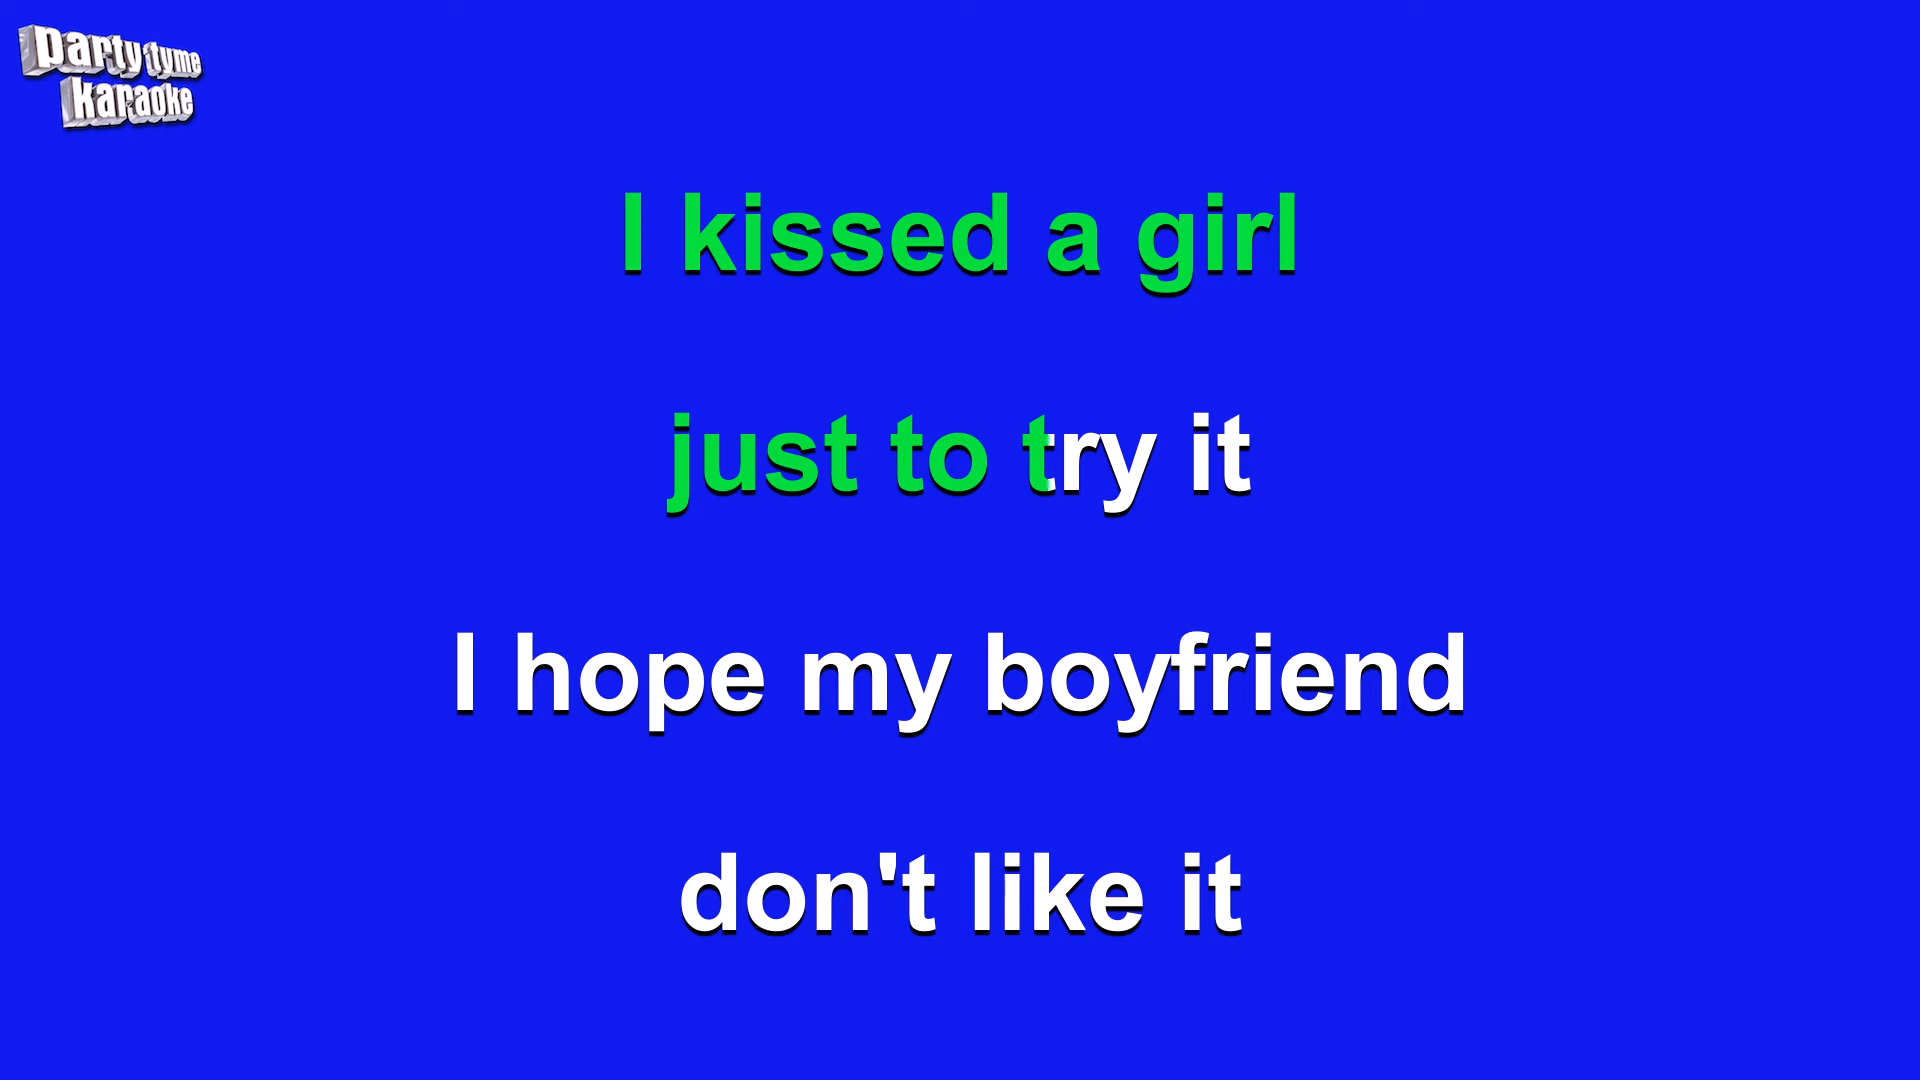 party tyme
karaoke
I kissed a girl
just to try it
I hope my boyfriend
don't like it